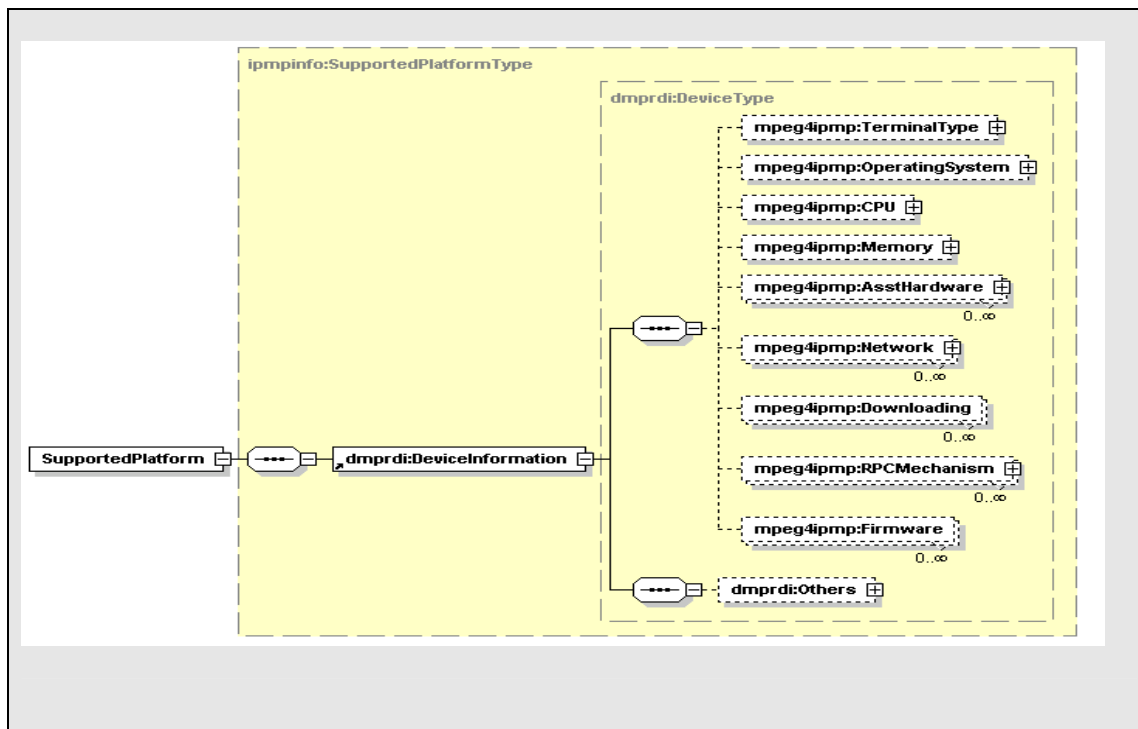 ipmpinfo:SupportedPlatformType
dmprdi:DeviceType
mpeg4ipmp:TerminalType
mpeg4ipmp:OperatingSystem
mpeg4ipmp:CPU
mpeg4ipmp:Memory
mpeg4ipmp:AsstHardware
0..∞
mpeg4ipmp:Network
0..∞
mpeg4ipmp:Downloading
0..∞
SupportedPlatform
dmprdi:DeviceInformation
mpeg4ipmp:RPCMechanism
0..∞
mpeg4ipmp:Firmware
0..∞
dmprdi:Others